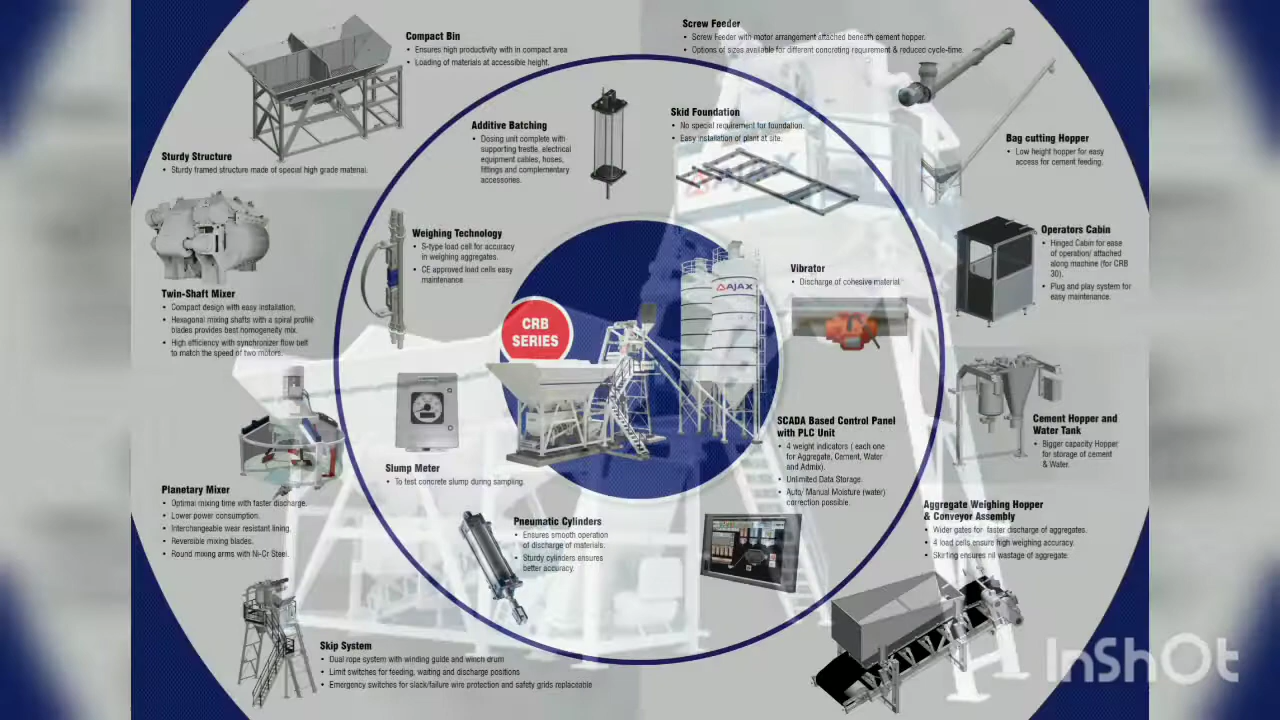 Compact Bin
• Ensures high productivity with in compact area
• Loading of materials at accessible height.
Screw Feeder
• Screw Feeder with motor arrangement attached beneath cement hopper.
• Options of sizes available for different concreting requirement & reduced cycle-time.
Sturdy Structure
• Sturdy framed structure made of special high grade material.
Additive Batching
• Dosing unit complete with
supporting trestle, electrical
equipment cables, hoses,
fittings and complementary
accessories.
Skid Foundation
• No special requirement for foundation.
• Easy installation of plant at site.
Bag cutting Hopper
• Low height hopper for easy
access for cement feeding.
AJAX
Twin-Shaft Mixer
• Compact design with easy installation.
• Hexagonal mixing shafts with a spiral profile
blades provides best homogeneity mix.
• High efficiency with synchronizer flow belt
to match the speed of two motors.
Weighing Technology
• S-type load cell for accuracy
in weighing aggregates.
• CE approved load cells easy
maintenance.
Vibrator
• Discharge of cohesive material.
Operators Cabin
• Hinged Cabin for ease
of operation/ attached
along machine (for CRB
30).
• Plug and play system for
easy maintenance.
CRB
SERIES
AJAX
Planetary Mixer
• Optimal mixing time with faster discharge.
• Lower power consumption.
• Interchangeable wear resistant lining.
• Reversible mixing blades.
• Round mixing arms with Ni-Cr Steel.
Slump Meter
• To test concrete slump during sampling.
SCADA Based Control Panel
with PLC Unit
• 4 weight indicators ( each one
for Aggregate, Cement, Water
and Admix).
• Unlimited Data Storage.
• Auto/ Manual Moisture (water)
correction possible.
Cement Hopper and
Water Tank
• Bigger capacity Hopper
for storage of cement
& Water.
Pneumatic Cylinders
• Ensures smooth operation
of discharge of materials.
• Sturdy cylinders ensures
better accuracy.
Aggregate Weighing Hopper
& Conveyor Assembly
• Wider gates for faster discharge of aggregates.
• 4 load cells ensure high weighing accuracy.
• Skirting ensures nil wastage of aggregate
Skip System
• Dual rope system with winding guide and winch drum
• Limit switches for feeding, waiting and discharge positions
• Emergency switches for slack/failure wire protection and safety grids replaceable
InShOt